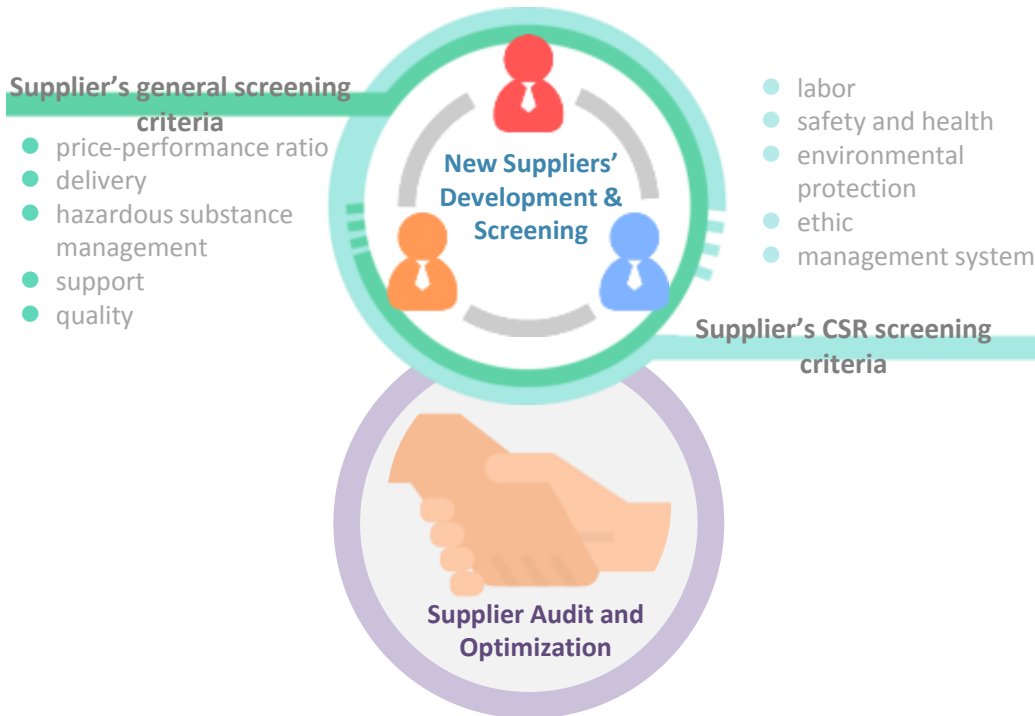 Supplier's general screening
criteria
price-performance ratio
delivery
hazardous substance
management
support
quality
New Suppliers'
Development &
Screening
labor
safety and health
environmental
protection
ethic
management system
Supplier's CSR screening
criteria
Supplier Audit and
Optimization